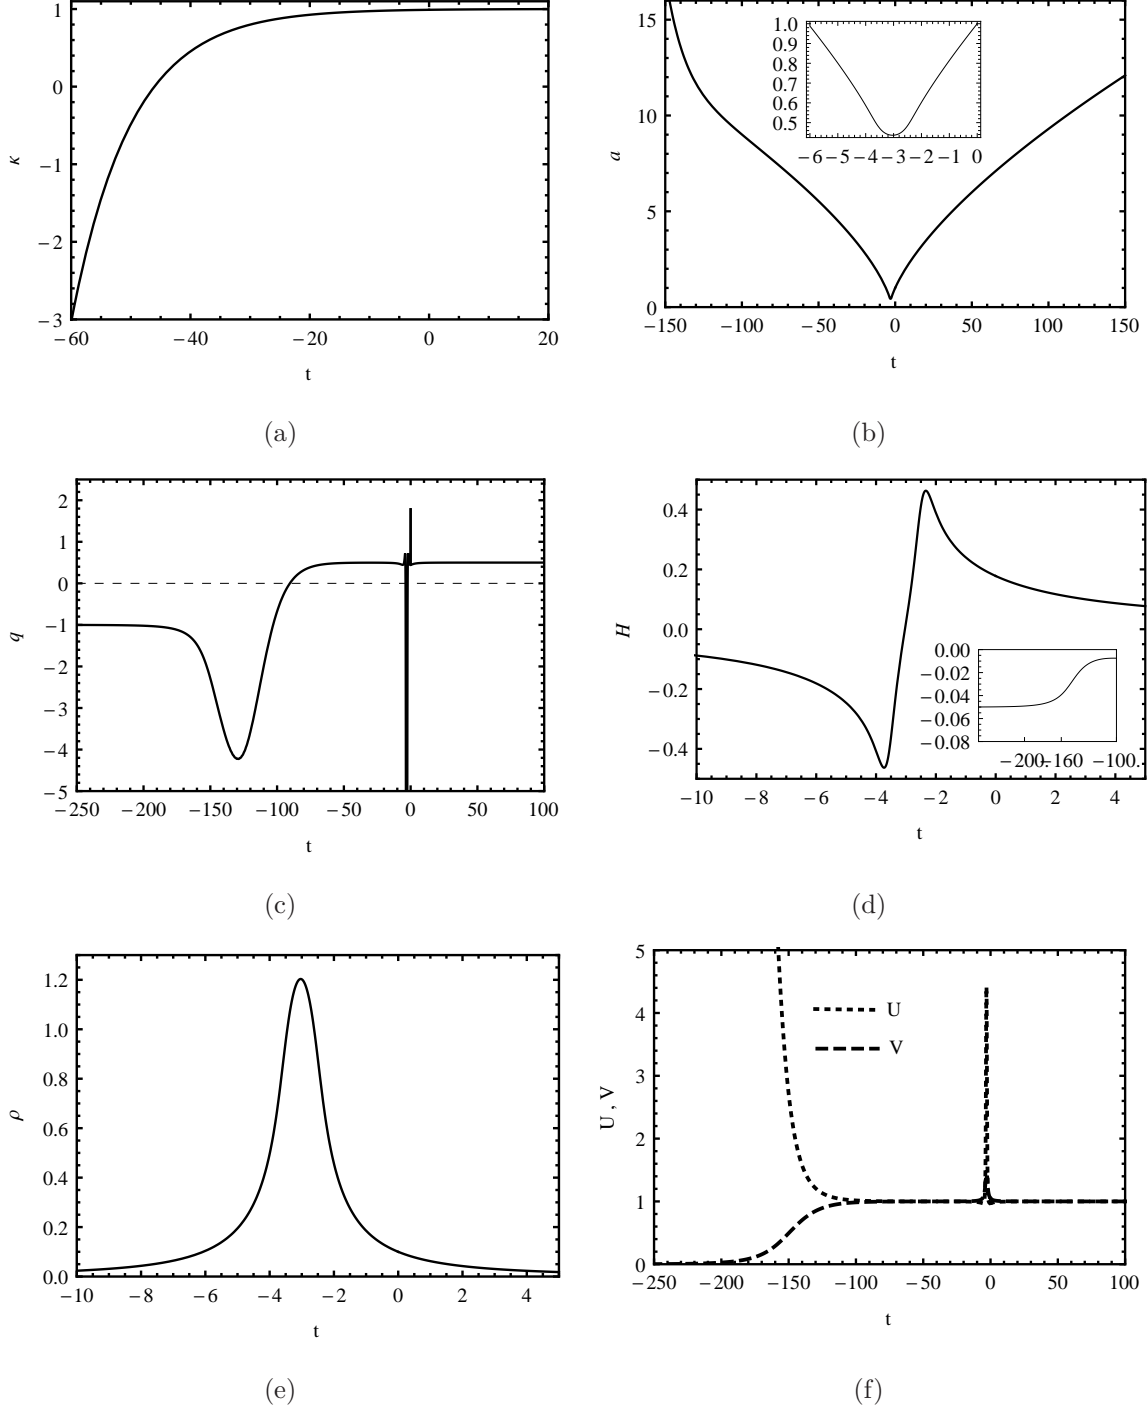 1
0
−1
−2
−3
κ
−60 −40 −20 0 20
t
(a)
15
10
5
0
a
1.0
0.9
0.8
0.7
0.6
0.5
−6 −5 −4 −3 −2 −1 0
−150 −100 −50 0 50 100 150
t
(b)
2
1
0
−1
−2
−3
−4
−5
q
−250 −200 −150 −100 −50 0 50 100
t
(c)
0.4
0.2
0.0
−0.2
−0.4
H
0.00
−0.02
−0.04
−0.06
−0.08
−200 −160 −100.
−10 −8 −6 −4 −2 0 2 4
t
(d)
1.2
1.0
0.8
0.6
0.4
0.2
0.0
ρ
−10 −8 −6 −4 −2 0 2 4
t
(e)
5
4
3
2
1
0
U , V
U
V
−250 −200 −150 −100 −50 0 50 100
t
(f)